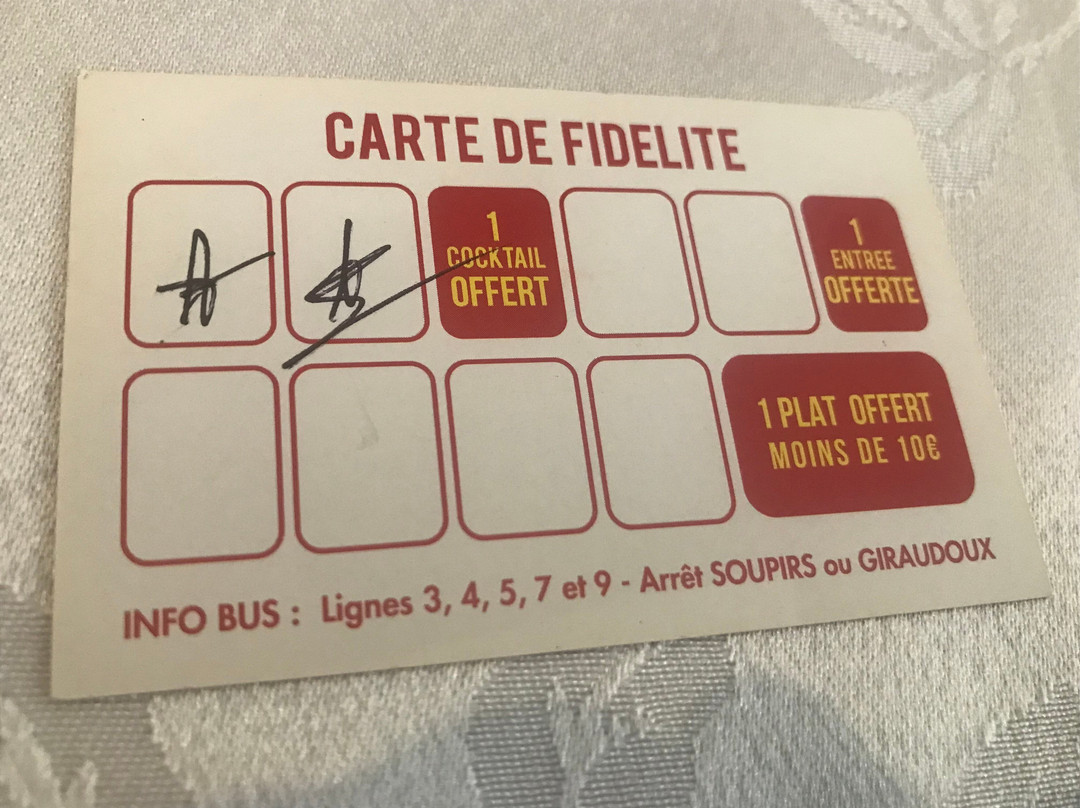 CARTE DE FIDELITE
1
COCKTAIL
OFFERT
1
ENTREE
OFFERTE
1 PLAT OFFERT
MOINS DE 10€
INFO BUS : Lignes 3, 4, 5, 7 et 9 - Arrêt SOUPIRS ou GIRAUDOUX